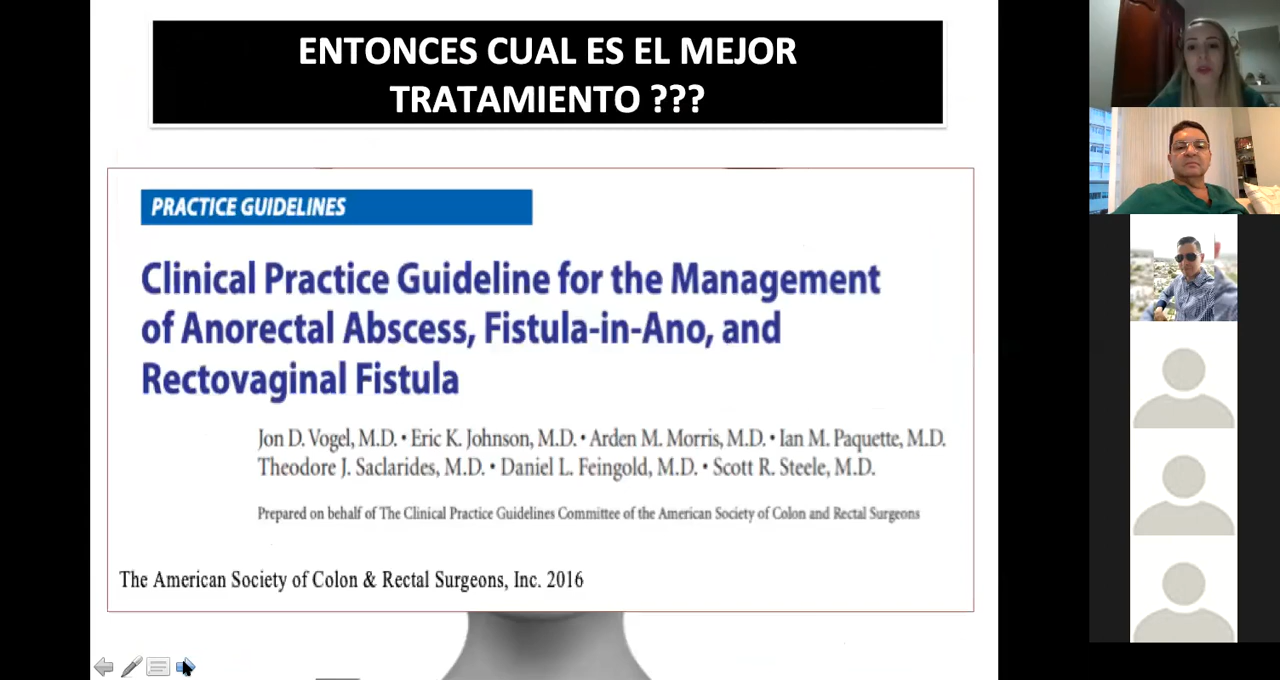 ENTONCES CUAL ES EL MEJOR
TRATAMIENTO ???
PRACTICE GUIDELINES
Clinical Practice Guideline for the Management
of Anorectal Abscess, Fistula-in-Ano, and
Rectovaginal Fistula
Jon D. Vogel, M.D. • Eric K. Johnson, M.D. • Arden M. Morris, M.D. • Ian M. Paquette, M.D.
Theodore J. Saclarides, M.D. • Daniel L. Feingold, M.D. • Scott R. Steele, M.D.
Prepared on behalf of The Clinical Practice Guidelines Committee of the American Society of Colon and Rectal Surgeons
The American Society of Colon & Rectal Surgeons, Inc. 2016